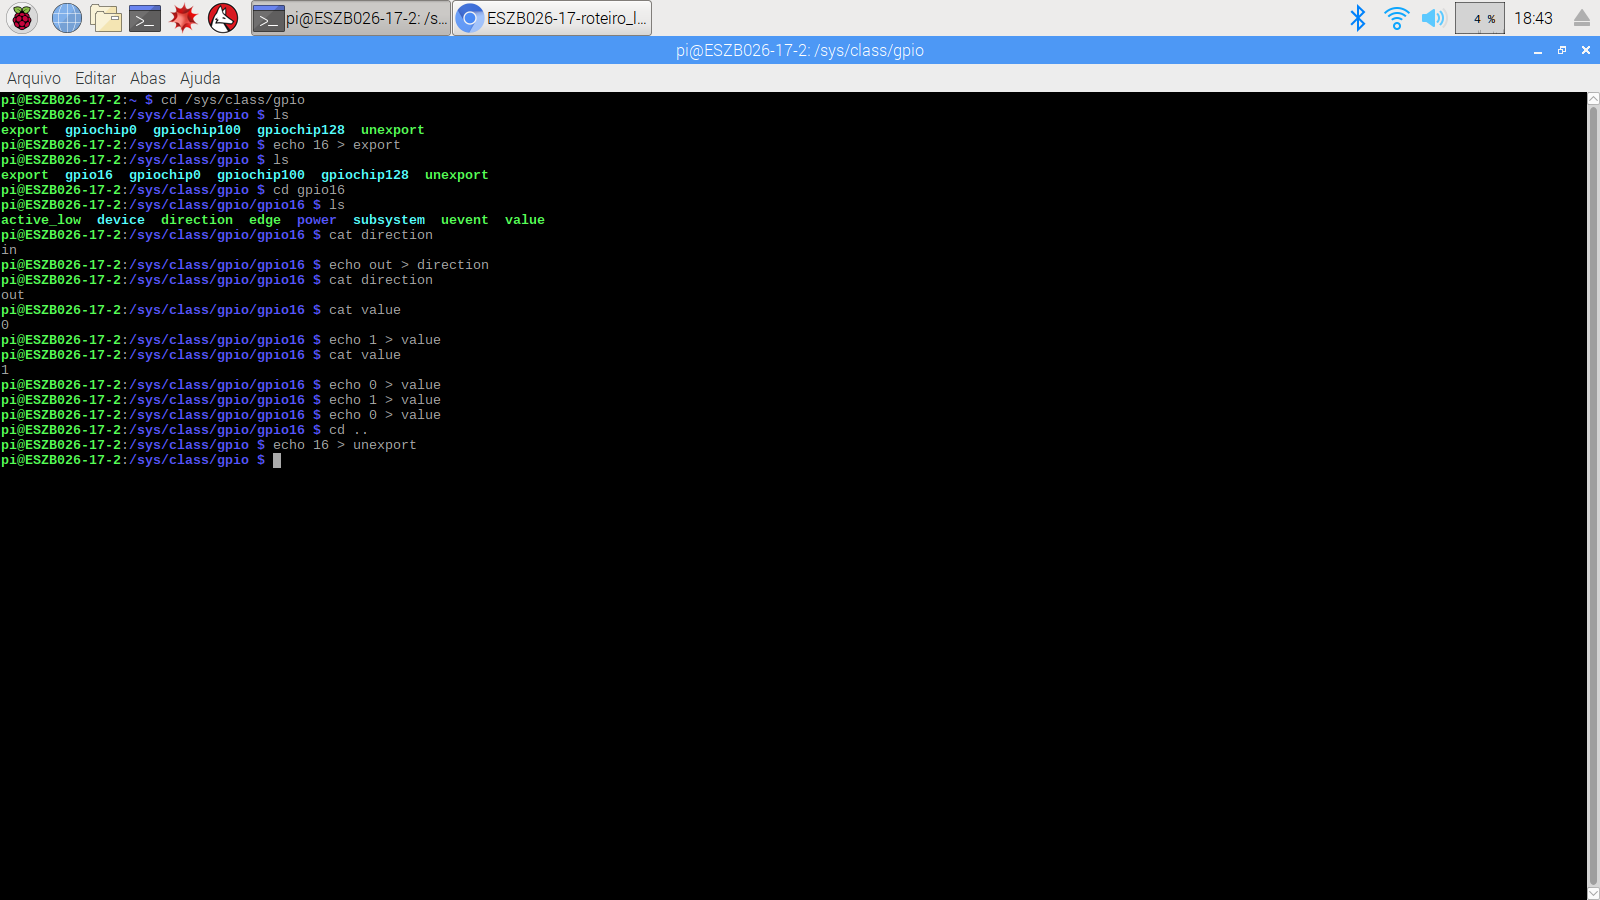 pi@ESZB026-17-2: /s...
ESZB026-17-roteiro_l...
4 %
18:43
pi@ESZB026-17-2: /sys/class/gpio
Arquivo Editar Abas Ajuda
pi@ESZB026-17-2:~ $ cd /sys/class/gpio
pi@ESZB026-17-2:/sys/class/gpio $ ls
export  gpiochip0  gpiochip100  gpiochip128  unexport
pi@ESZB026-17-2:/sys/class/gpio $ echo 16 > export
pi@ESZB026-17-2:/sys/class/gpio $ ls
export  gpio16  gpiochip0  gpiochip100  gpiochip128  unexport
pi@ESZB026-17-2:/sys/class/gpio $ cd gpio16
pi@ESZB026-17-2:/sys/class/gpio/gpio16 $ ls
active_low  device  direction  edge  power  subsystem  uevent  value
pi@ESZB026-17-2:/sys/class/gpio/gpio16 $ cat direction
in
pi@ESZB026-17-2:/sys/class/gpio/gpio16 $ echo out > direction
pi@ESZB026-17-2:/sys/class/gpio/gpio16 $ cat direction
out
pi@ESZB026-17-2:/sys/class/gpio/gpio16 $ cat value
0
pi@ESZB026-17-2:/sys/class/gpio/gpio16 $ echo 1 > value
pi@ESZB026-17-2:/sys/class/gpio/gpio16 $ cat value
1
pi@ESZB026-17-2:/sys/class/gpio/gpio16 $ echo 0 > value
pi@ESZB026-17-2:/sys/class/gpio/gpio16 $ echo 1 > value
pi@ESZB026-17-2:/sys/class/gpio/gpio16 $ echo 0 > value
pi@ESZB026-17-2:/sys/class/gpio/gpio16 $ cd ..
pi@ESZB026-17-2:/sys/class/gpio $ echo 16 > unexport
pi@ESZB026-17-2:/sys/class/gpio $